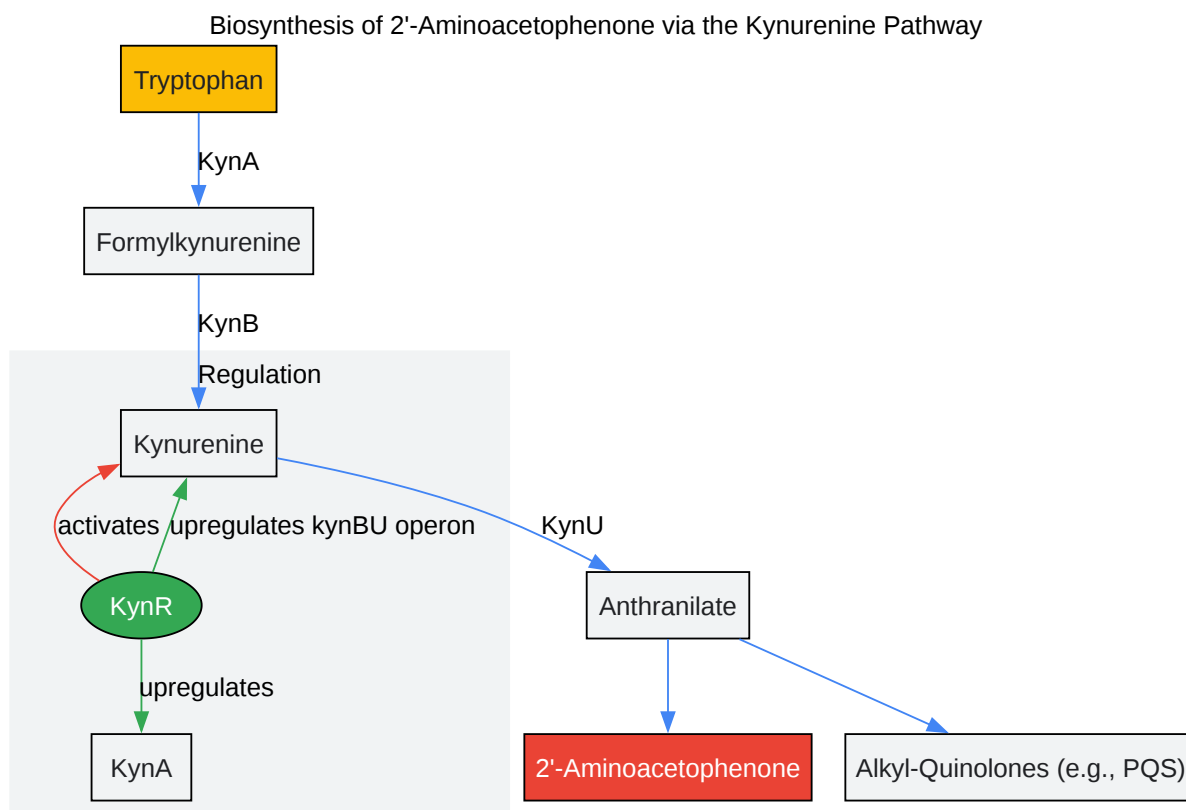 Biosynthesis of 2'-Aminoacetophenone via the Kynurenine Pathway
Tryptophan
KynA
Formylkynurenine
KynB
Regulation
Kynurenine
activates
upregulates kynBU operon
KynU
KynR
Anthranilate
upregulates
KynA
2'-Aminoacetophenone
Alkyl-Quinolones (e.g., PQS)